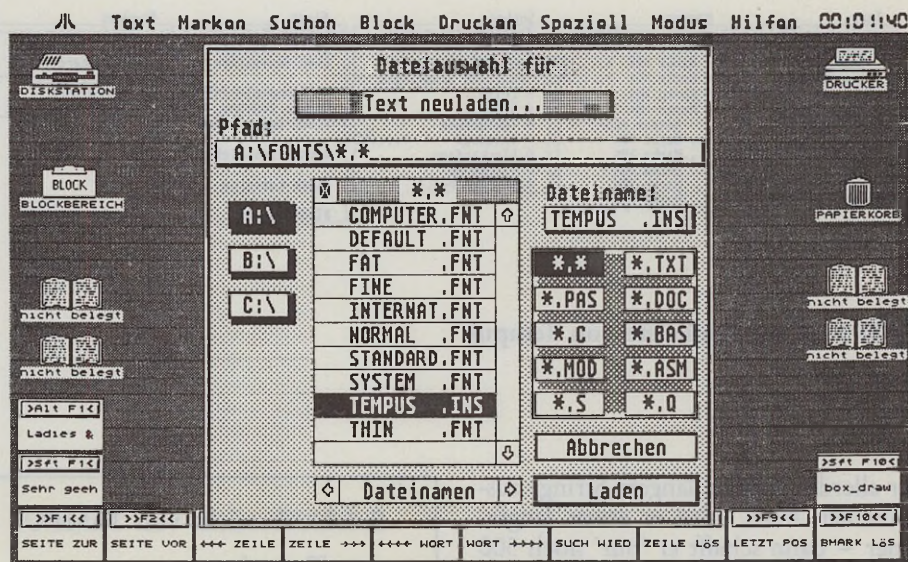 Text Marken Suchen Block Drucken Speziell Modus Hilfen 00:01:40
DISKSTATION
DRUCKER
Dateiauswahl für
Text neuladen...
Pfad:
A:\FONTS\*.*
BLOCK
BLOCKBEREICH
PAPIERKORB
*.*
Dateiname:
TEMPUS .INS
A:\
B:\
C:\
COMPUTER.FNT
DEFAULT .FNT
FAT .FNT
FINE .FNT
INTERNAT.FNT
NORMAL .FNT
STANDARD.FNT
SYSTEM .FNT
TEMPUS .INS
THIN .FNT
*.* *.TXT
*.PAS *.DOC
*.C *.BAS
*.MOD *.ASM
*.S *.Q
nicht belegt
nicht belegt
nicht belegt
nicht belegt
Abbrechen
Dateinamen
Laden
>Alt F1<
Ladies &
>Sft F1<
Sehr geeh
>Sft F10<
box_draw
>>F1<< >>F2<< >>F9<< >>F10<<
SEITE ZUR SEITE VOR <<< ZEILE ZEILE >>> <<<< WORT WORT >>>> SUCH WIED ZEILE LöS LETZT POS BMARK LöS